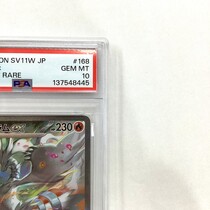 ON SV11W JP #168
GEM MT
RARE 10
PSA 137548445
230